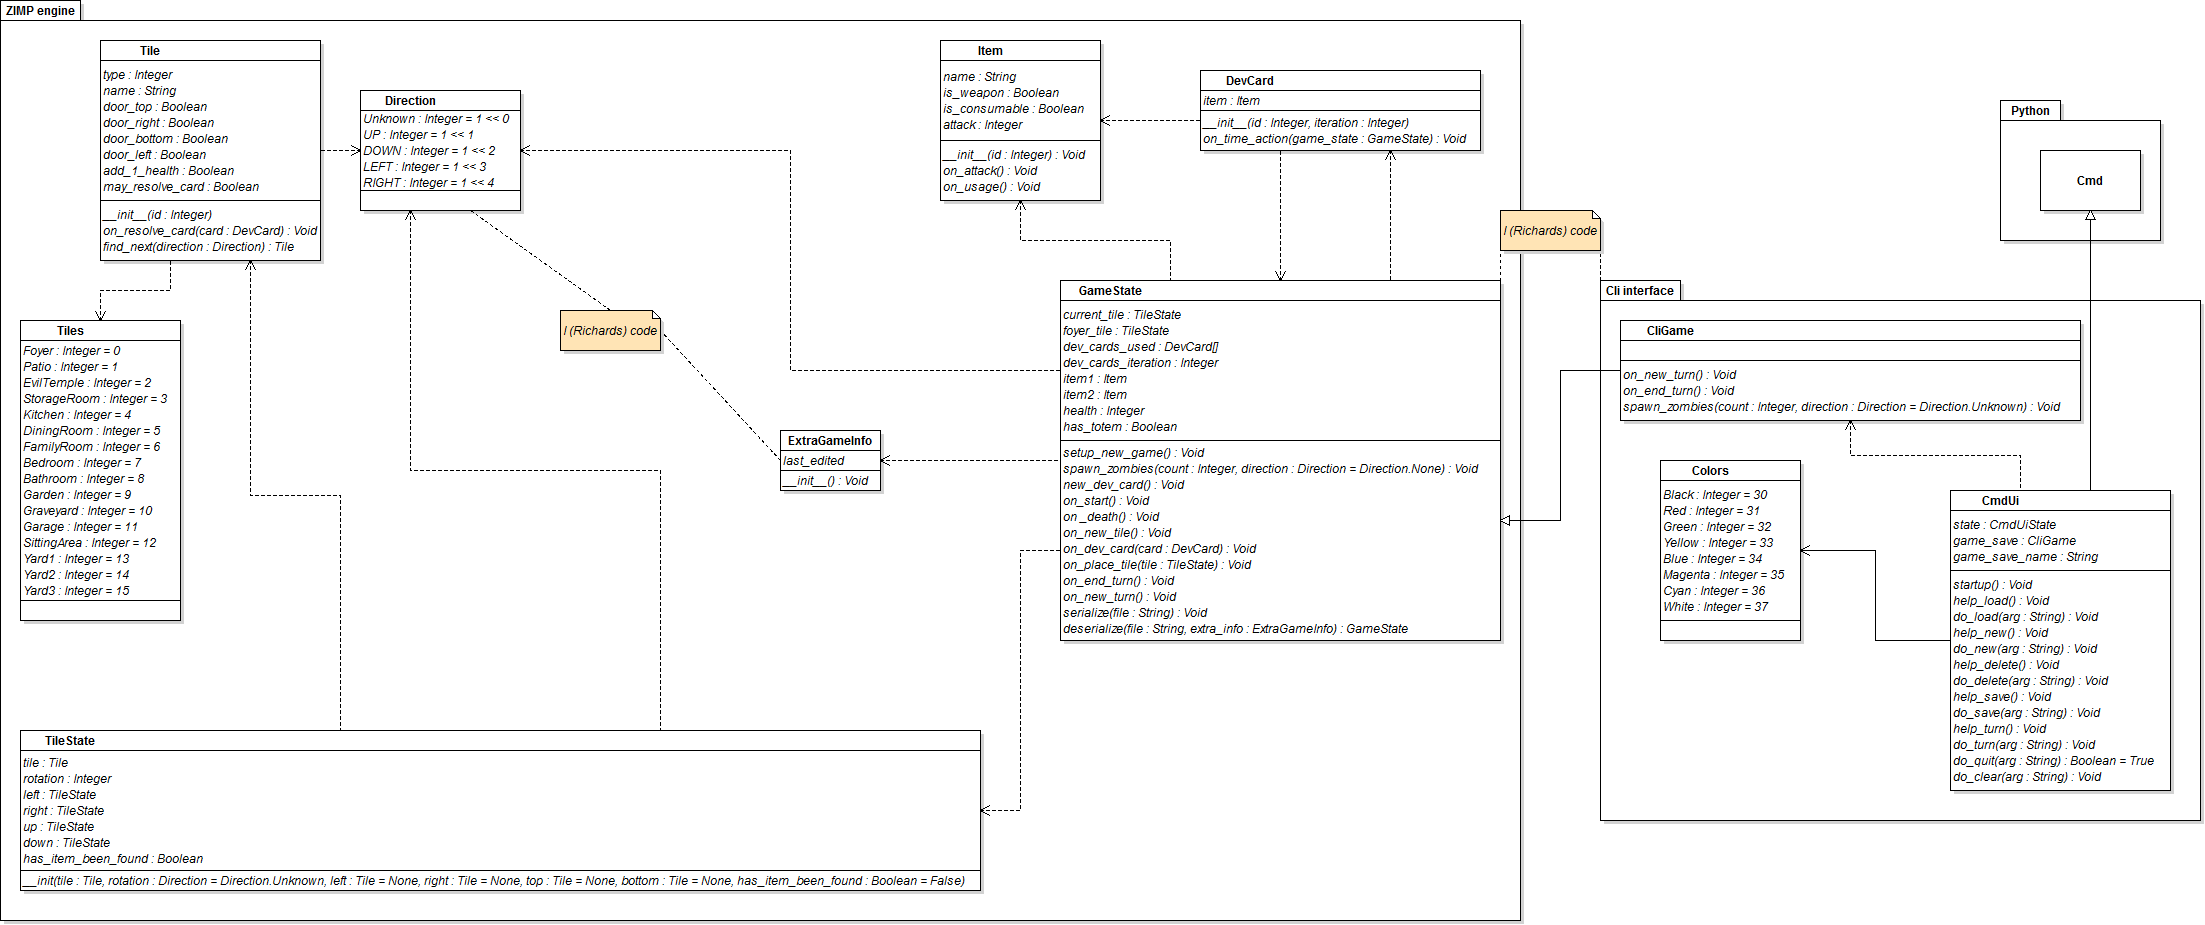 ZIMP engine
Tile
type : Integer
name : String
door_top : Boolean
door_right : Boolean
door_bottom : Boolean
door_left : Boolean
add_1_health : Boolean
may_resolve_card : Boolean
__init__(id : Integer)
on_resolve_card(card : DevCard) : Void
find_next(direction : Direction) : Tile
Direction
Unknown : Integer = 1 << 0
UP : Integer = 1 << 1
DOWN : Integer = 1 << 2
LEFT : Integer = 1 << 3
RIGHT : Integer = 1 << 4
Item
name : String
is_weapon : Boolean
is_consumable : Boolean
attack : Integer
__init__(id : Integer) : Void
on_attack() : Void
on_usage() : Void
DevCard
item : Item
__init__(id : Integer, iteration : Integer)
on_time_action(game_state : GameState) : Void
Python
Cmd
I (Richards) code
Tiles
Foyer : Integer = 0
Patio : Integer = 1
EvilTemple : Integer = 2
StorageRoom : Integer = 3
Kitchen : Integer = 4
DiningRoom : Integer = 5
FamilyRoom : Integer = 6
Bedroom : Integer = 7
Bathroom : Integer = 8
Garden : Integer = 9
Graveyard : Integer = 10
Garage : Integer = 11
SittingArea : Integer = 12
Yard1 : Integer = 13
Yard2 : Integer = 14
Yard3 : Integer = 15
I (Richards) code
ExtraGameInfo
last_edited
__init__() : Void
GameState
current_tile : TileState
foyer_tile : TileState
dev_cards_used : DevCard[]
dev_cards_iteration : Integer
item1 : Item
item2 : Item
health : Integer
has_totem : Boolean
setup_new_game() : Void
spawn_zombies(count : Integer, direction : Direction = Direction.None) : Void
new_dev_card() : Void
on_start() : Void
on _death() : Void
on_new_tile() : Void
on_dev_card(card : DevCard) : Void
on_place_tile(tile : TileState) : Void
on_end_turn() : Void
on_new_turn() : Void
serialize(file : String) : Void
deserialize(file : String, extra_info : ExtraGameInfo) : GameState
Cli interface
CliGame
on_new_turn() : Void
on_end_turn() : Void
spawn_zombies(count : Integer, direction : Direction = Direction.Unknown) : Void
Colors
Black : Integer = 30
Red : Integer = 31
Green : Integer = 32
Yellow : Integer = 33
Blue : Integer = 34
Magenta : Integer = 35
Cyan : Integer = 36
White : Integer = 37
CmdUi
state : CmdUiState
game_save : CliGame
game_save_name : String
startup() : Void
help_load() : Void
do_load(arg : String) : Void
help_new() : Void
do_new(arg : String) : Void
help_delete() : Void
do_delete(arg : String) : Void
help_save() : Void
do_save(arg : String) : Void
help_turn() : Void
do_turn(arg : String) : Void
do_quit(arg : String) : Boolean = True
do_clear(arg : String) : Void
TileState
tile : Tile
rotation : Integer
left : TileState
right : TileState
up : TileState
down : TileState
has_item_been_found : Boolean
__init(tile : Tile, rotation : Direction = Direction.Unknown, left : Tile = None, right : Tile = None, top : Tile = None, bottom : Tile = None, has_item_been_found : Boolean = False)